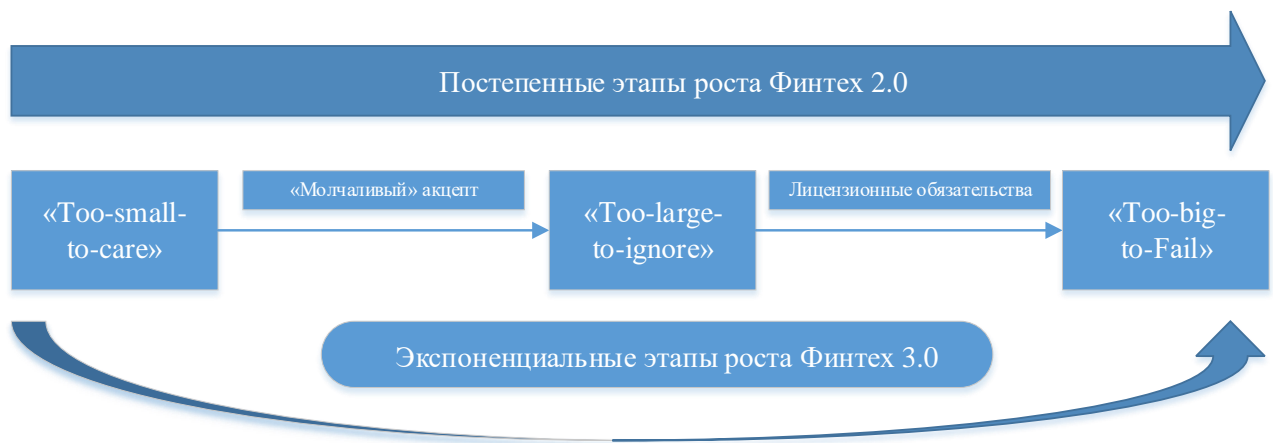 Постепенные этапы роста Финтех 2.0
«Too-small-
to-care»
«Молчаливый» акцепт
«Too-large-
to-ignore»
Лицензионные обязательства
«Too-big-
to-Fail»
Экспоненциальные этапы роста Финтех 3.0